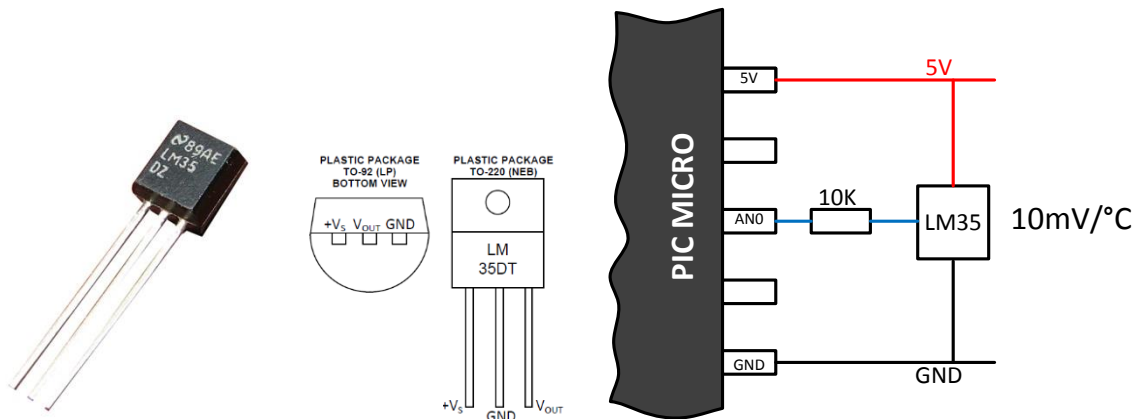 89AE
LM35
DZ
PLASTIC PACKAGE
TO-92 (LP)
BOTTOM VIEW
+VS VOUT GND
PLASTIC PACKAGE
TO-220 (NEB)
LM
35DT
+VS GND VOUT
PIC MICRO
5V
AN0
GND
5V
10K
LM35
10mV/°C
GND